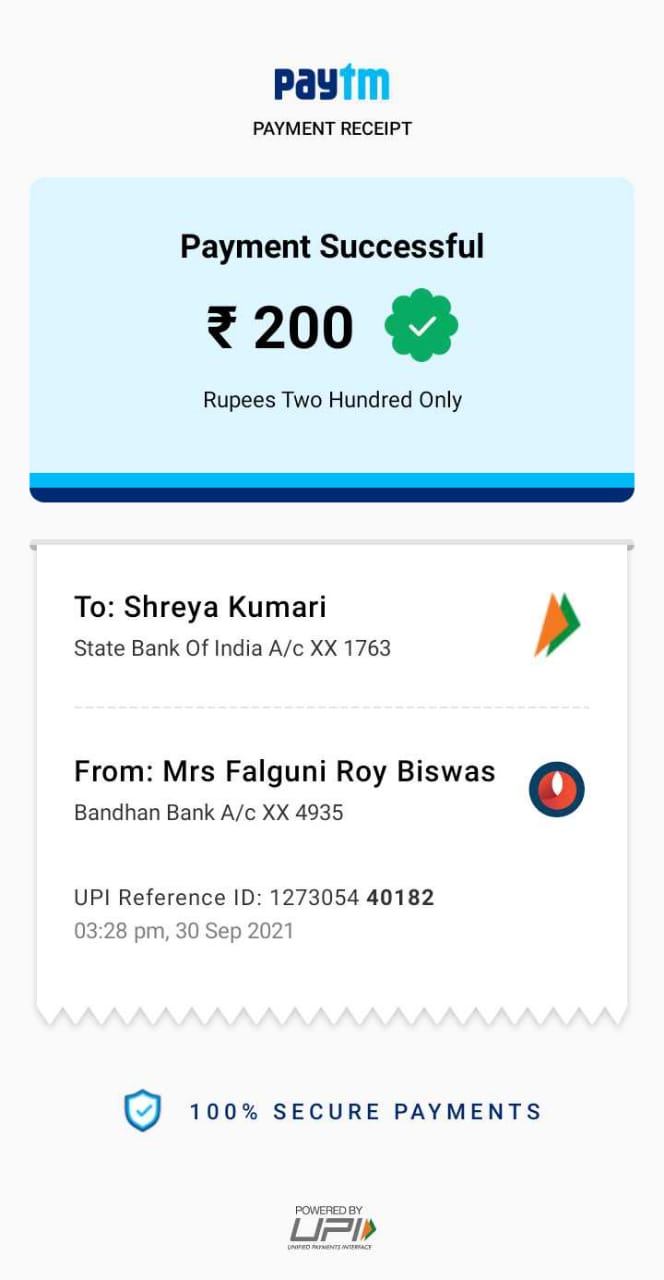 paytm
PAYMENT RECEIPT
Payment Successful
₹ 200
Rupees Two Hundred Only
To: Shreya Kumari
State Bank Of India A/c XX 1763
From: Mrs Falguni Roy Biswas
Bandhan Bank A/c XX 4935
UPI Reference ID: 1273054 40182
03:28 pm, 30 Sep 2021
100% SECURE PAYMENTS
POWERED BY
UPI
UNIFIED PAYMENTS INTERFACE